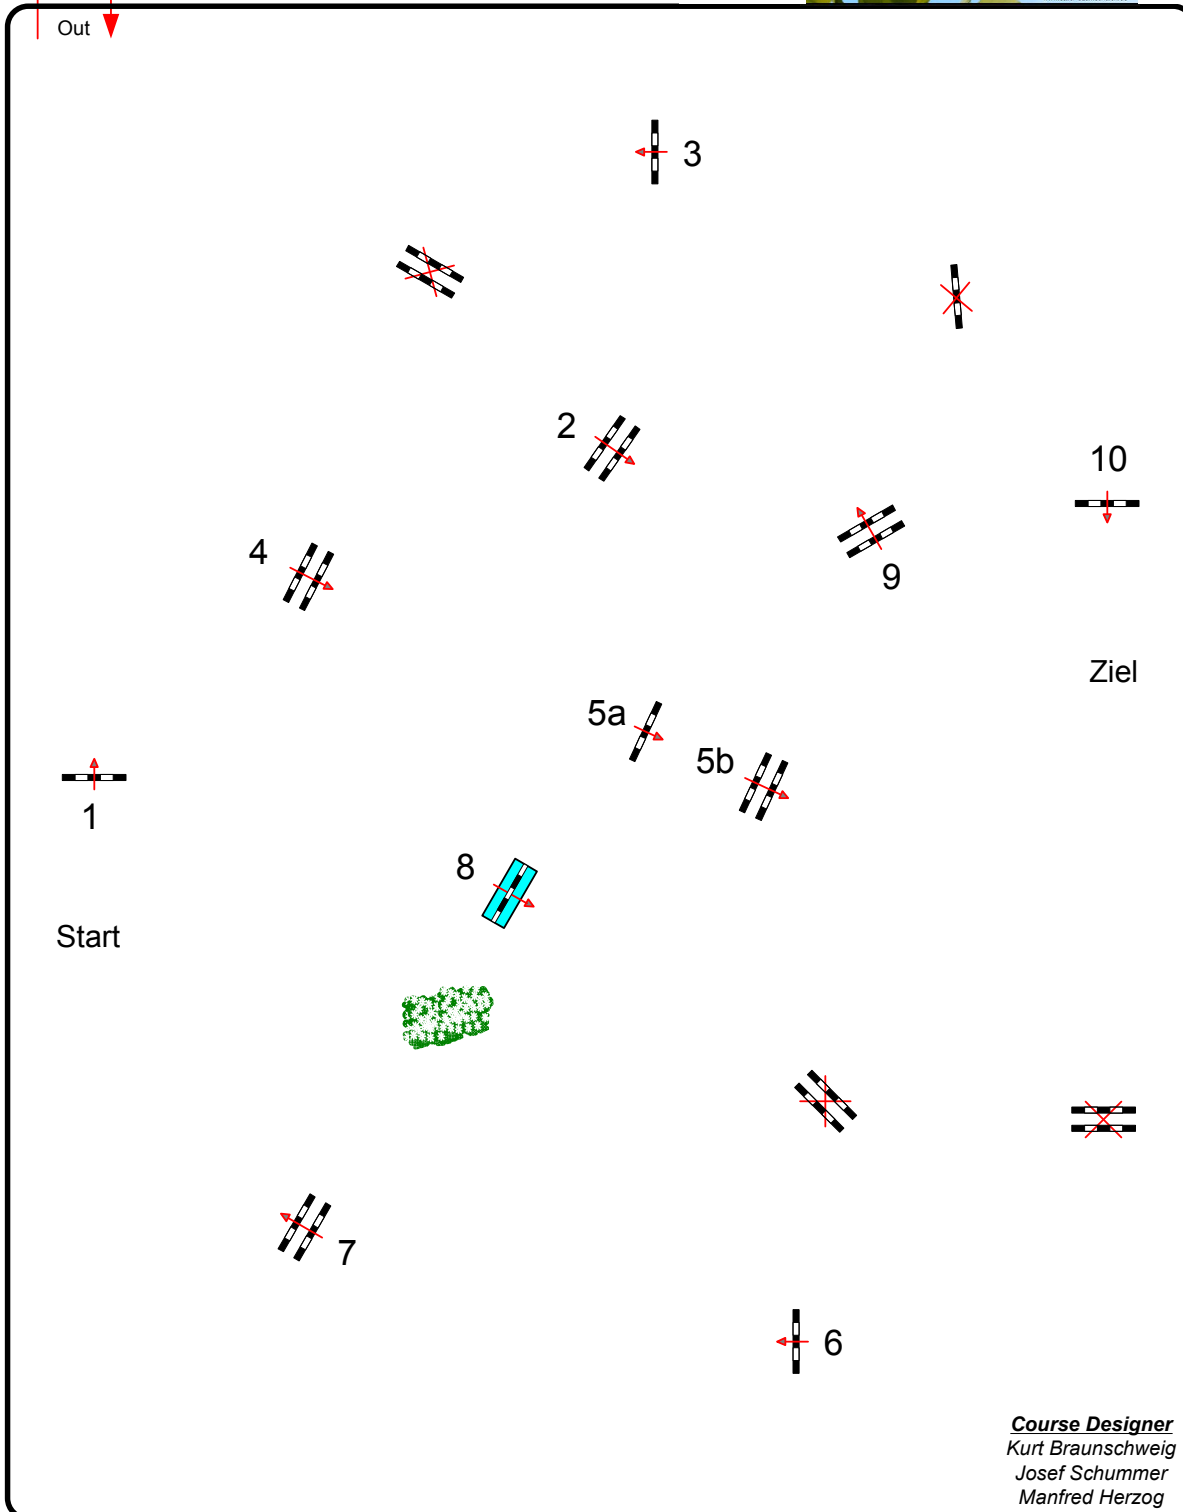 Out
3
2
10
4
9
Ziel
5a
5b
1
8
Start
7
6
Course Designer
Kurt Braunschweig
Josef Schummer
Manfred Herzog